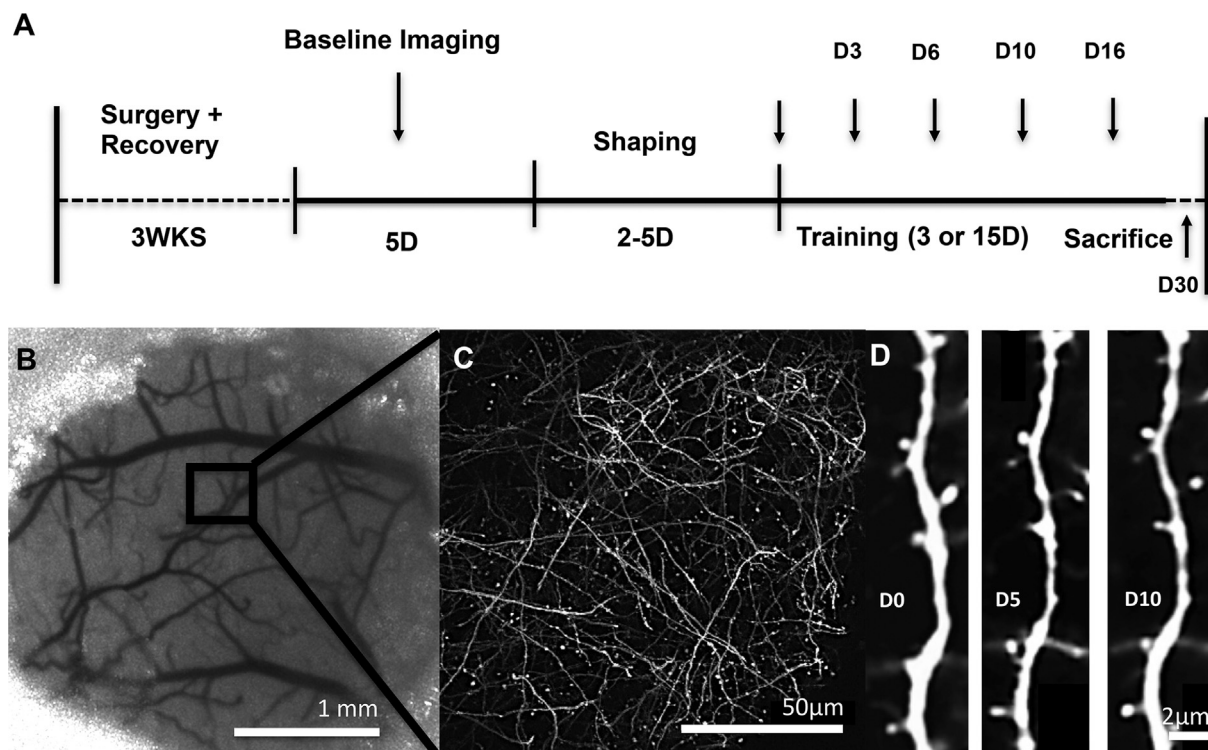 A
Baseline Imaging
D3 D6 D10 D16
Surgery +
Recovery
Shaping
3WKS
5D
2-5D
Training (3 or 15D)
Sacrifice
D30
B
1 mm
C
50µm
D
D0
D5
D10
2µm